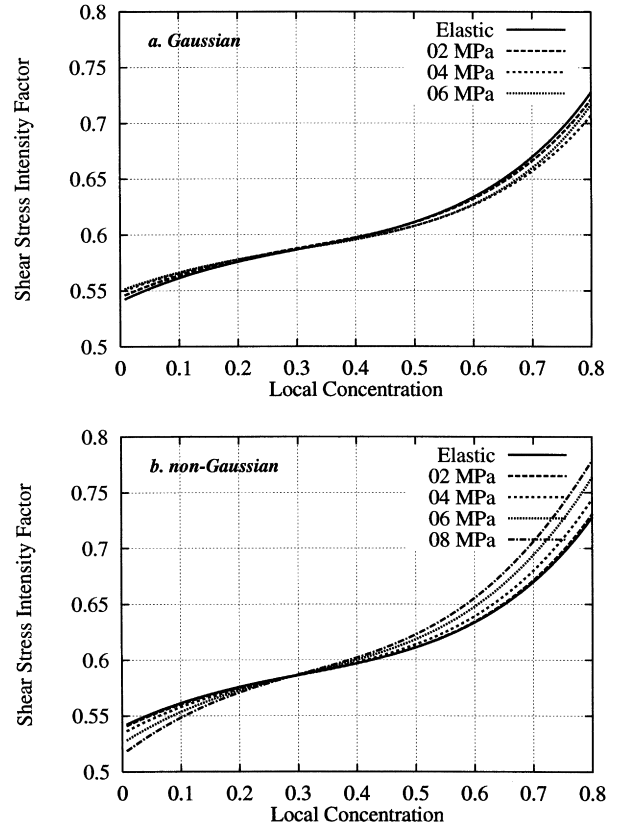 0.8
a. Gaussian
Elastic
02 MPa
04 MPa
06 MPa
0.75
0.7
0.65
0.6
0.55
0.5
Shear Stress Intensity Factor
0 0.1 0.2 0.3 0.4 0.5 0.6 0.7 0.8
Local Concentration
0.8
b. non-Gaussian
Elastic
02 MPa
04 MPa
06 MPa
08 MPa
0.75
0.7
0.65
0.6
0.55
0.5
Shear Stress Intensity Factor
0 0.1 0.2 0.3 0.4 0.5 0.6 0.7 0.8
Local Concentration